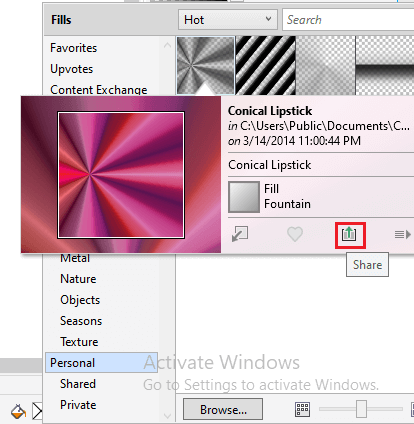 Fills
Hot
Search
Favorites
Upvotes
Content Exchange
Conical Lipstick
in C:\Users\Public\Documents\C...
on 3/14/2014 11:00:44 PM
Conical Lipstick
Fill
Fountain
Share
Metal
Nature
Objects
Seasons
Texture
Personal
Shared
Private
Activate Windows
Go to Settings to activate Windows.
Browse...